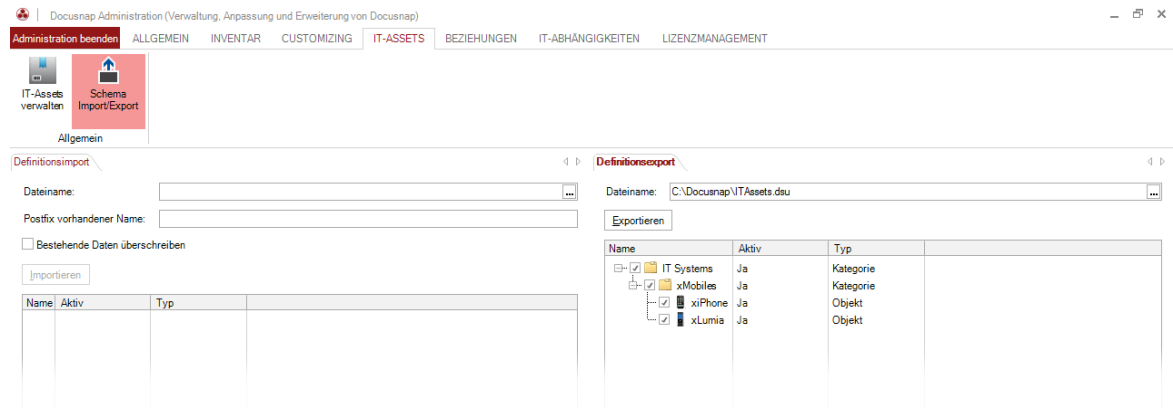 Docusnap Administration (Verwaltung, Anpassung und Erweiterung von Docusnap)
Administration beenden ALLGEMEIN INVENTAR CUSTOMIZING IT-ASSETS BEZIEHUNGEN IT-ABHÄNGIGKEITEN LIZENZMANAGEMENT
IT-Assets verwalten
Schema Import/Export
Allgemein
Definitionsimport
Dateiname: ...
Postfix vorhandener Name:
Bestehende Daten überschreiben
Importieren
Name Aktiv Typ
Definitionsexport
Dateiname: C:\Docusnap\ITAssets.dsu ...
Exportieren
Name Aktiv Typ
IT Systems Ja Kategorie
xMobiles Ja Kategorie
xiPhone Ja Objekt
xLumia Ja Objekt